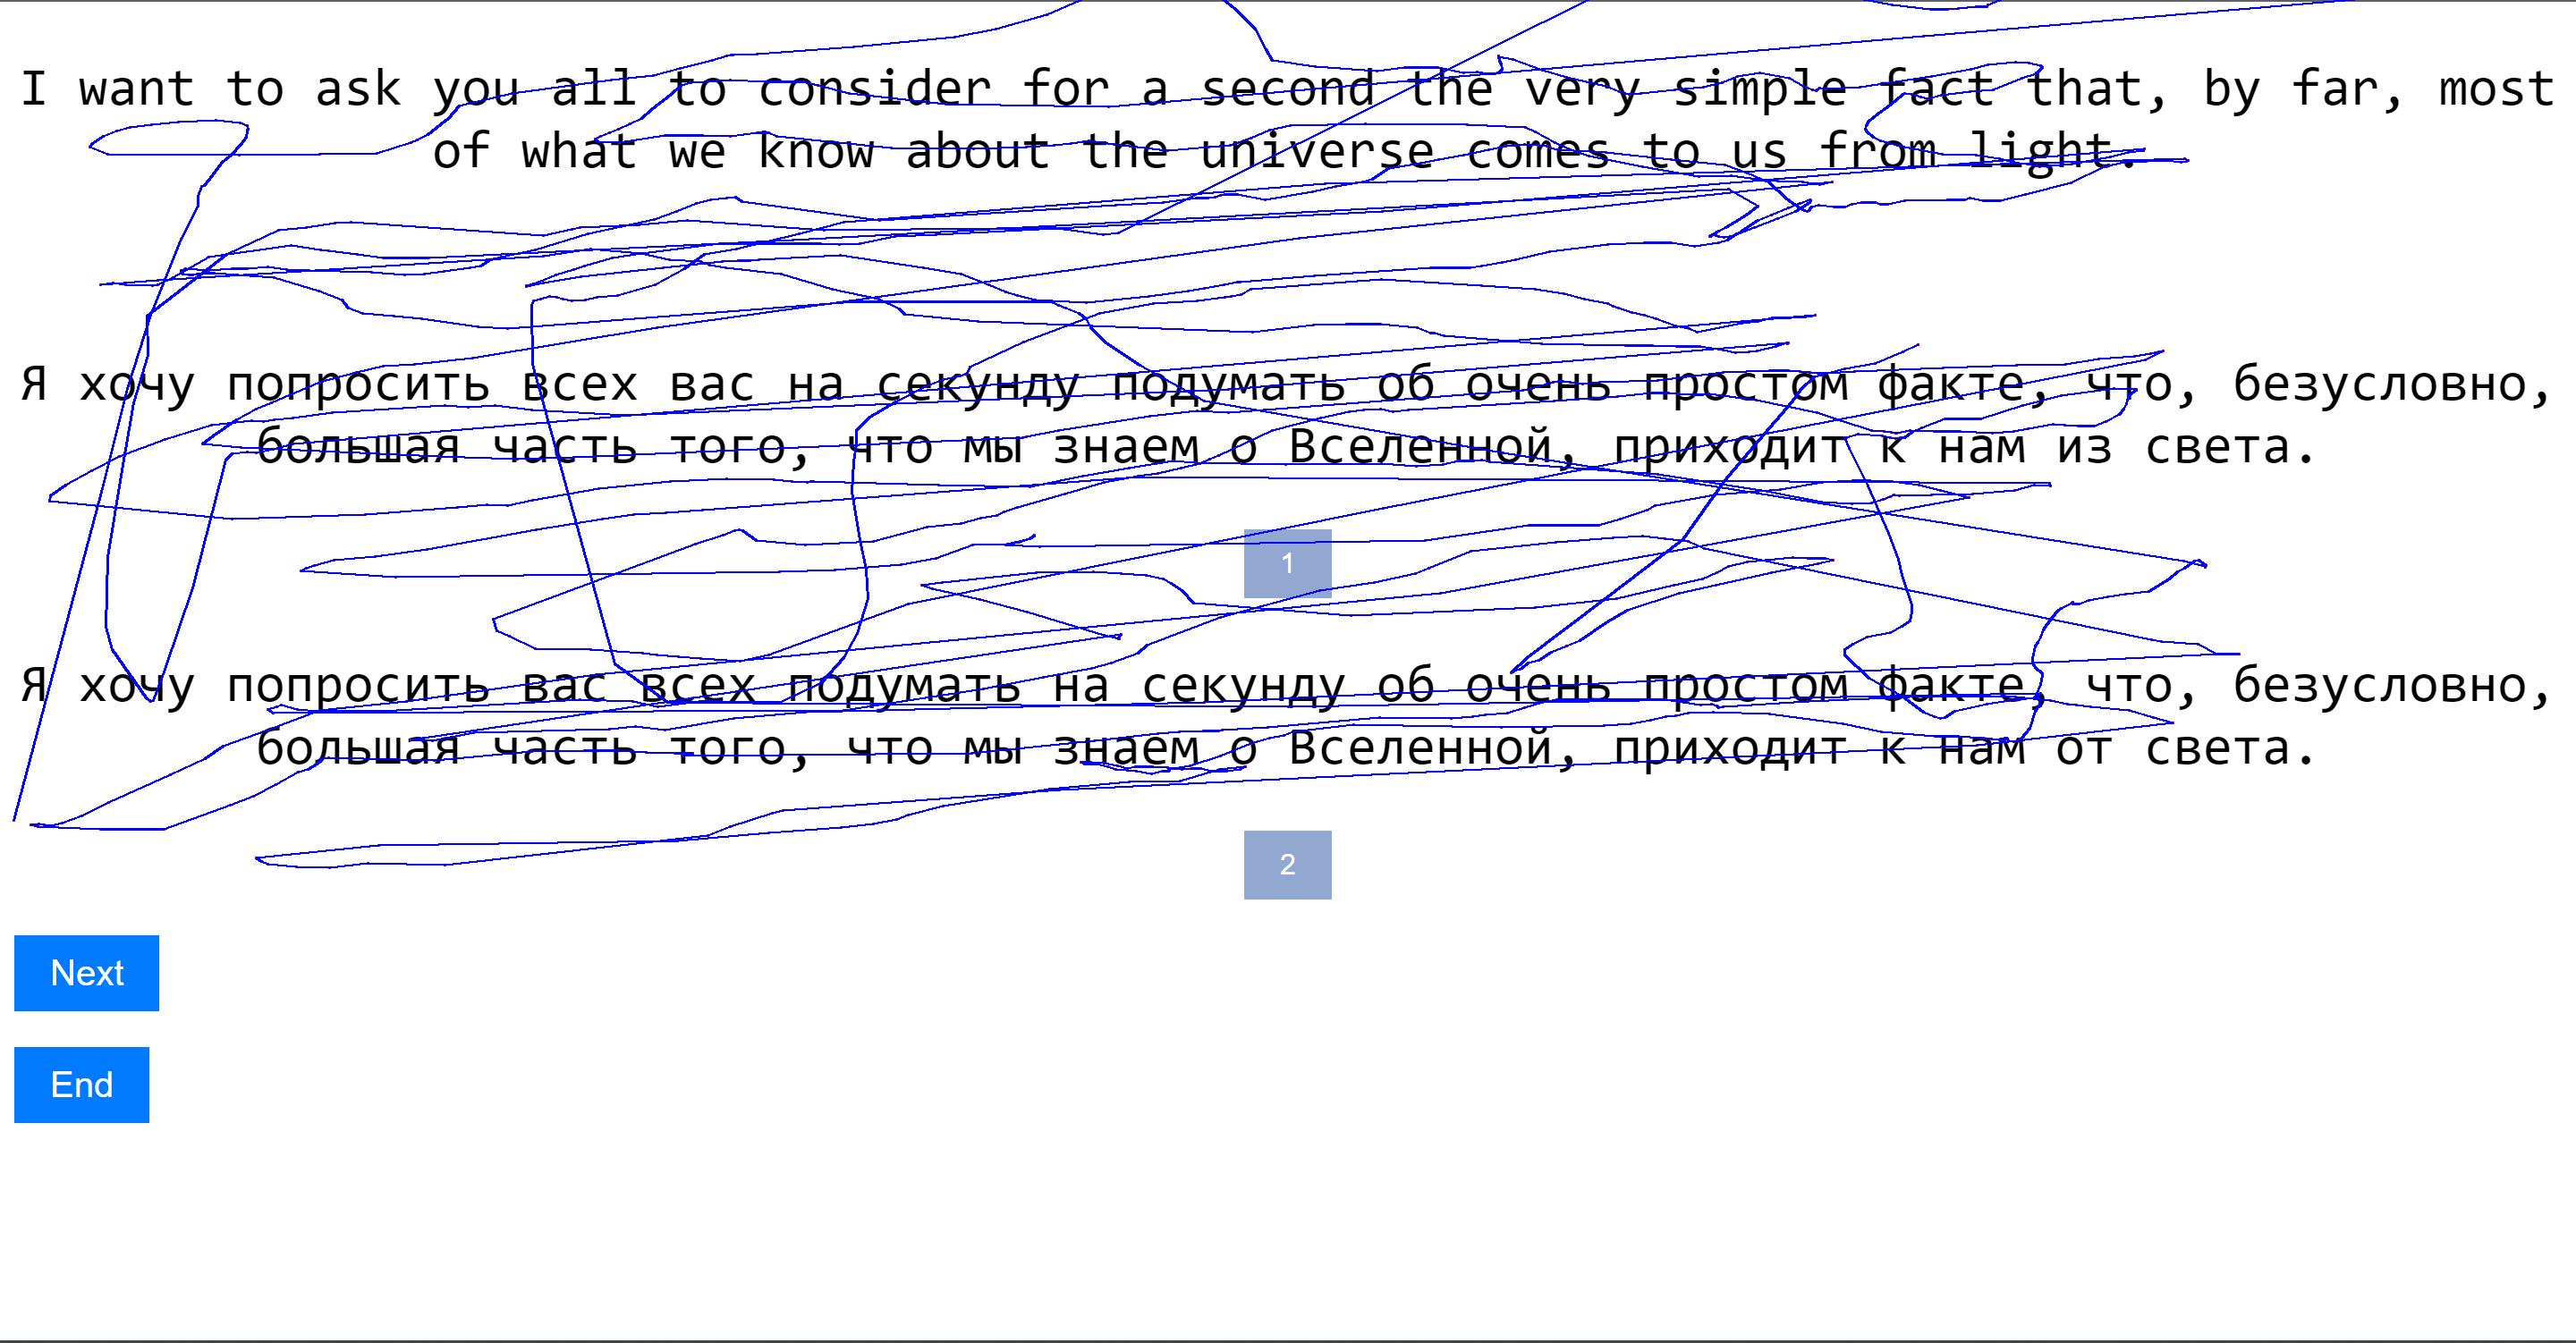 I want to ask you all to consider for a second the very simple fact that, by far, most
of what we know about the universe comes to us from light.
Я хочу попросить всех вас на секунду подумать об очень простом факте, что, безусловно,
большая часть того, что мы знаем о Вселенной, приходит к нам из света.
1
Я хочу попросить вас всех подумать на секунду об очень простом факте, что, безусловно,
большая часть того, что мы знаем о Вселенной, приходит к нам от света.
2
Next
End